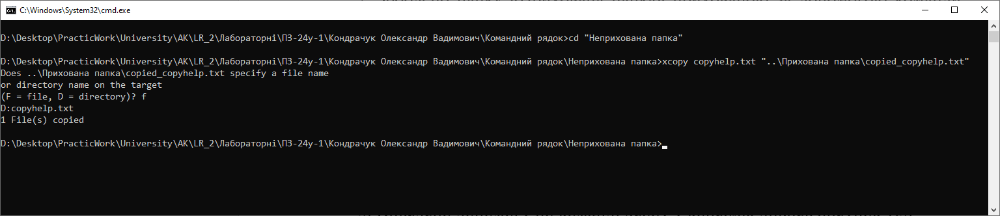 C:\Windows\System32\cmd.exe
D:\Desktop\PracticWork\University\AK\LR_2\Лабораторні\ПЗ-24у-1\Кондрачук Олександр Вадимович\Командний рядок>cd "Неприхована папка"
D:\Desktop\PracticWork\University\AK\LR_2\Лабораторні\ПЗ-24у-1\Кондрачук Олександр Вадимович\Командний рядок\Неприхована папка>xcopy copyhelp.txt "..\Прихована папка\copied_copyhelp.txt"
Does ..\Прихована папка\copied_copyhelp.txt specify a file name
or directory name on the target
(F = file, D = directory)? f
D:copyhelp.txt
1 File(s) copied
D:\Desktop\PracticWork\University\AK\LR_2\Лабораторні\ПЗ-24у-1\Кондрачук Олександр Вадимович\Командний рядок\Неприхована папка>